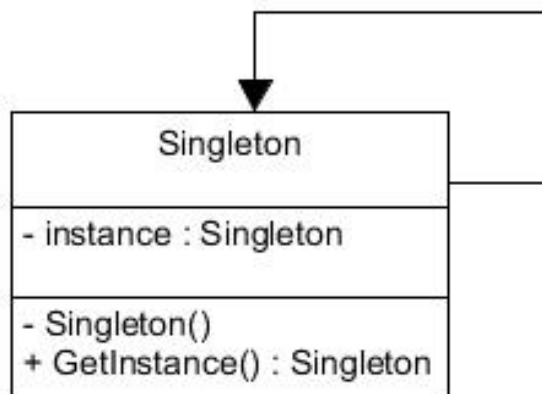 Singleton
- instance : Singleton
- Singleton()
+ GetInstance() : Singleton